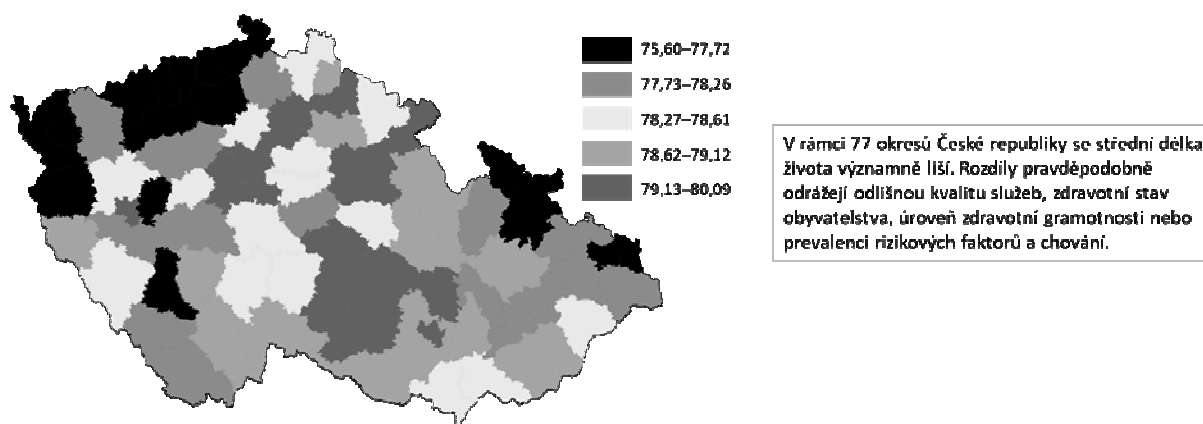 75,60–77,72
77,73–78,26
78,27–78,61
78,62–79,12
79,13–80,09
V rámci 77 okresů České republiky se střední délka
života významně liší. Rozdíly pravděpodobně
odrážejí odlišnou kvalitu služeb, zdravotní stav
obyvatelstva, úroveň zdravotní gramotnosti nebo
prevalenci rizikových faktorů a chování.